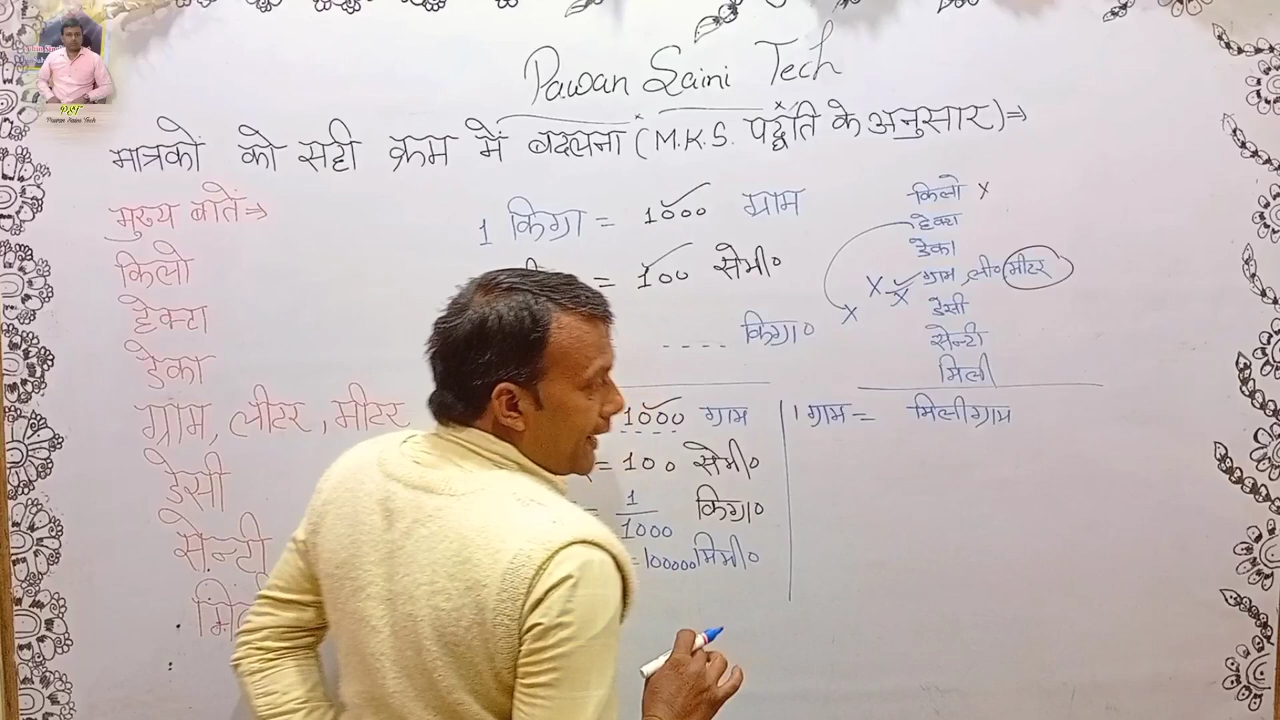 PST
Pawan Saini Tech
Pawan Saini Tech
मात्रकों को सही क्रम में बदलना (M.K.S. पद्धति के अनुसार) ⇒
मुख्य बातें ⇒
किलो
हेक्टा
डेका
ग्राम, लीटर, मीटर
डेसी
सेन्टी
मि
1 किग्रा = 1000 ग्राम
= 100 सेमी०
---- किग्रा०
1000 ग्राम
= 100 सेमी०
= 1/1000 किग्रा०
= 100000 मिमी०
किलो x
हेक्टा
डेका
x x ग्राम, ली० मीटर
x डेसी
सेन्टी
मिली
1 ग्राम = मिलीग्राम